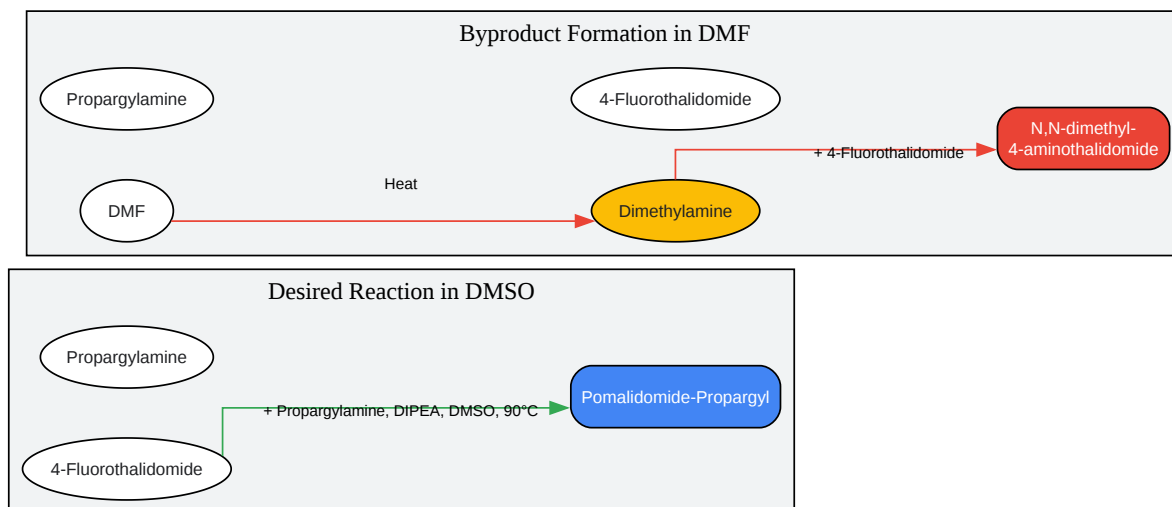 Byproduct Formation in DMF
Propargylamine
4-Fluorothalidomide
N,N-dimethyl-
4-aminothalidomide
+ 4-Fluorothalidomide
Heat
DMF
Dimethylamine
Desired Reaction in DMSO
Propargylamine
Pomalidomide-Propargyl
+ Propargylamine, DIPEA, DMSO, 90°C
4-Fluorothalidomide